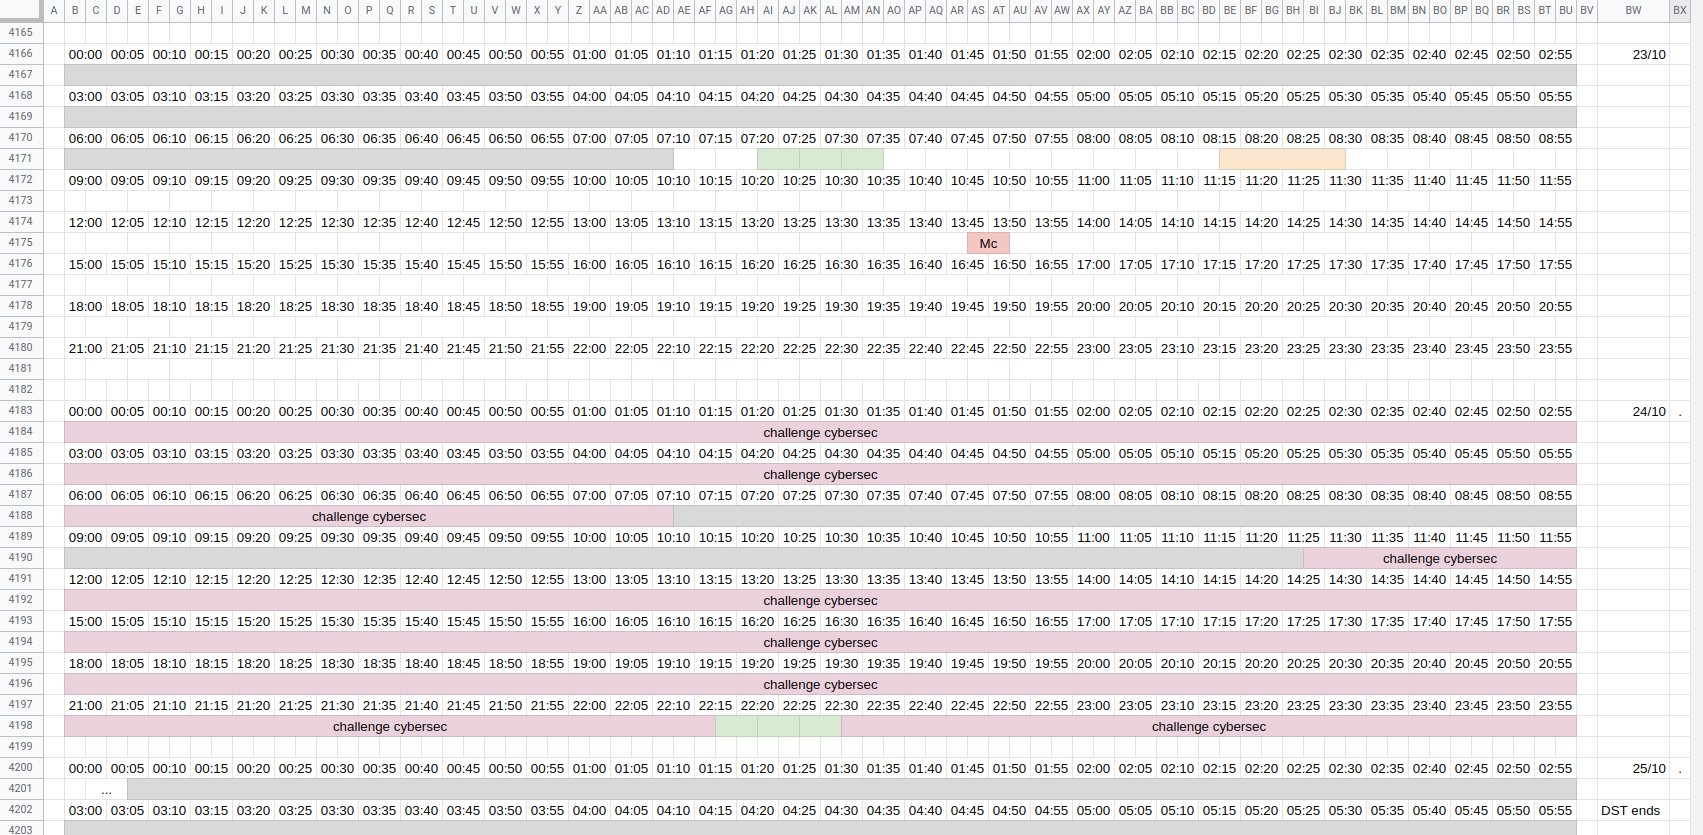 A B C D E F G H I J K L M N O P Q R S T U V W X Y Z AA AB AC AD AE AF AG AH AI AJ AK AL AM AN AO AP AQ AR AS AT AU AV AW AX AY AZ BA BB BC BD BE BF BG BH BI BJ BK BL BM BN BO BP BQ BR BS BT BU BV BW BX
4165
4166 00:00 00:05 00:10 00:15 00:20 00:25 00:30 00:35 00:40 00:45 00:50 00:55 01:00 01:05 01:10 01:15 01:20 01:25 01:30 01:35 01:40 01:45 01:50 01:55 02:00 02:05 02:10 02:15 02:20 02:25 02:30 02:35 02:40 02:45 02:50 02:55 23/10
4167
4168 03:00 03:05 03:10 03:15 03:20 03:25 03:30 03:35 03:40 03:45 03:50 03:55 04:00 04:05 04:10 04:15 04:20 04:25 04:30 04:35 04:40 04:45 04:50 04:55 05:00 05:05 05:10 05:15 05:20 05:25 05:30 05:35 05:40 05:45 05:50 05:55
4169
4170 06:00 06:05 06:10 06:15 06:20 06:25 06:30 06:35 06:40 06:45 06:50 06:55 07:00 07:05 07:10 07:15 07:20 07:25 07:30 07:35 07:40 07:45 07:50 07:55 08:00 08:05 08:10 08:15 08:20 08:25 08:30 08:35 08:40 08:45 08:50 08:55
4171
4172 09:00 09:05 09:10 09:15 09:20 09:25 09:30 09:35 09:40 09:45 09:50 09:55 10:00 10:05 10:10 10:15 10:20 10:25 10:30 10:35 10:40 10:45 10:50 10:55 11:00 11:05 11:10 11:15 11:20 11:25 11:30 11:35 11:40 11:45 11:50 11:55
4173
4174 12:00 12:05 12:10 12:15 12:20 12:25 12:30 12:35 12:40 12:45 12:50 12:55 13:00 13:05 13:10 13:15 13:20 13:25 13:30 13:35 13:40 13:45 13:50 13:55 14:00 14:05 14:10 14:15 14:20 14:25 14:30 14:35 14:40 14:45 14:50 14:55
4175 Mc
4176 15:00 15:05 15:10 15:15 15:20 15:25 15:30 15:35 15:40 15:45 15:50 15:55 16:00 16:05 16:10 16:15 16:20 16:25 16:30 16:35 16:40 16:45 16:50 16:55 17:00 17:05 17:10 17:15 17:20 17:25 17:30 17:35 17:40 17:45 17:50 17:55
4177
4178 18:00 18:05 18:10 18:15 18:20 18:25 18:30 18:35 18:40 18:45 18:50 18:55 19:00 19:05 19:10 19:15 19:20 19:25 19:30 19:35 19:40 19:45 19:50 19:55 20:00 20:05 20:10 20:15 20:20 20:25 20:30 20:35 20:40 20:45 20:50 20:55
4179
4180 21:00 21:05 21:10 21:15 21:20 21:25 21:30 21:35 21:40 21:45 21:50 21:55 22:00 22:05 22:10 22:15 22:20 22:25 22:30 22:35 22:40 22:45 22:50 22:55 23:00 23:05 23:10 23:15 23:20 23:25 23:30 23:35 23:40 23:45 23:50 23:55
4181
4182
4183 00:00 00:05 00:10 00:15 00:20 00:25 00:30 00:35 00:40 00:45 00:50 00:55 01:00 01:05 01:10 01:15 01:20 01:25 01:30 01:35 01:40 01:45 01:50 01:55 02:00 02:05 02:10 02:15 02:20 02:25 02:30 02:35 02:40 02:45 02:50 02:55 24/10 .
4184 challenge cybersec
4185 03:00 03:05 03:10 03:15 03:20 03:25 03:30 03:35 03:40 03:45 03:50 03:55 04:00 04:05 04:10 04:15 04:20 04:25 04:30 04:35 04:40 04:45 04:50 04:55 05:00 05:05 05:10 05:15 05:20 05:25 05:30 05:35 05:40 05:45 05:50 05:55
4186 challenge cybersec
4187 06:00 06:05 06:10 06:15 06:20 06:25 06:30 06:35 06:40 06:45 06:50 06:55 07:00 07:05 07:10 07:15 07:20 07:25 07:30 07:35 07:40 07:45 07:50 07:55 08:00 08:05 08:10 08:15 08:20 08:25 08:30 08:35 08:40 08:45 08:50 08:55
4188 challenge cybersec
4189 09:00 09:05 09:10 09:15 09:20 09:25 09:30 09:35 09:40 09:45 09:50 09:55 10:00 10:05 10:10 10:15 10:20 10:25 10:30 10:35 10:40 10:45 10:50 10:55 11:00 11:05 11:10 11:15 11:20 11:25 11:30 11:35 11:40 11:45 11:50 11:55
4190 challenge cybersec
4191 12:00 12:05 12:10 12:15 12:20 12:25 12:30 12:35 12:40 12:45 12:50 12:55 13:00 13:05 13:10 13:15 13:20 13:25 13:30 13:35 13:40 13:45 13:50 13:55 14:00 14:05 14:10 14:15 14:20 14:25 14:30 14:35 14:40 14:45 14:50 14:55
4192 challenge cybersec
4193 15:00 15:05 15:10 15:15 15:20 15:25 15:30 15:35 15:40 15:45 15:50 15:55 16:00 16:05 16:10 16:15 16:20 16:25 16:30 16:35 16:40 16:45 16:50 16:55 17:00 17:05 17:10 17:15 17:20 17:25 17:30 17:35 17:40 17:45 17:50 17:55
4194 challenge cybersec
4195 18:00 18:05 18:10 18:15 18:20 18:25 18:30 18:35 18:40 18:45 18:50 18:55 19:00 19:05 19:10 19:15 19:20 19:25 19:30 19:35 19:40 19:45 19:50 19:55 20:00 20:05 20:10 20:15 20:20 20:25 20:30 20:35 20:40 20:45 20:50 20:55
4196 challenge cybersec
4197 21:00 21:05 21:10 21:15 21:20 21:25 21:30 21:35 21:40 21:45 21:50 21:55 22:00 22:05 22:10 22:15 22:20 22:25 22:30 22:35 22:40 22:45 22:50 22:55 23:00 23:05 23:10 23:15 23:20 23:25 23:30 23:35 23:40 23:45 23:50 23:55
4198 challenge cybersec challenge cybersec
4199
4200 00:00 00:05 00:10 00:15 00:20 00:25 00:30 00:35 00:40 00:45 00:50 00:55 01:00 01:05 01:10 01:15 01:20 01:25 01:30 01:35 01:40 01:45 01:50 01:55 02:00 02:05 02:10 02:15 02:20 02:25 02:30 02:35 02:40 02:45 02:50 02:55 25/10 .
4201 ...
4202 03:00 03:05 03:10 03:15 03:20 03:25 03:30 03:35 03:40 03:45 03:50 03:55 04:00 04:05 04:10 04:15 04:20 04:25 04:30 04:35 04:40 04:45 04:50 04:55 05:00 05:05 05:10 05:15 05:20 05:25 05:30 05:35 05:40 05:45 05:50 05:55 DST ends
4203